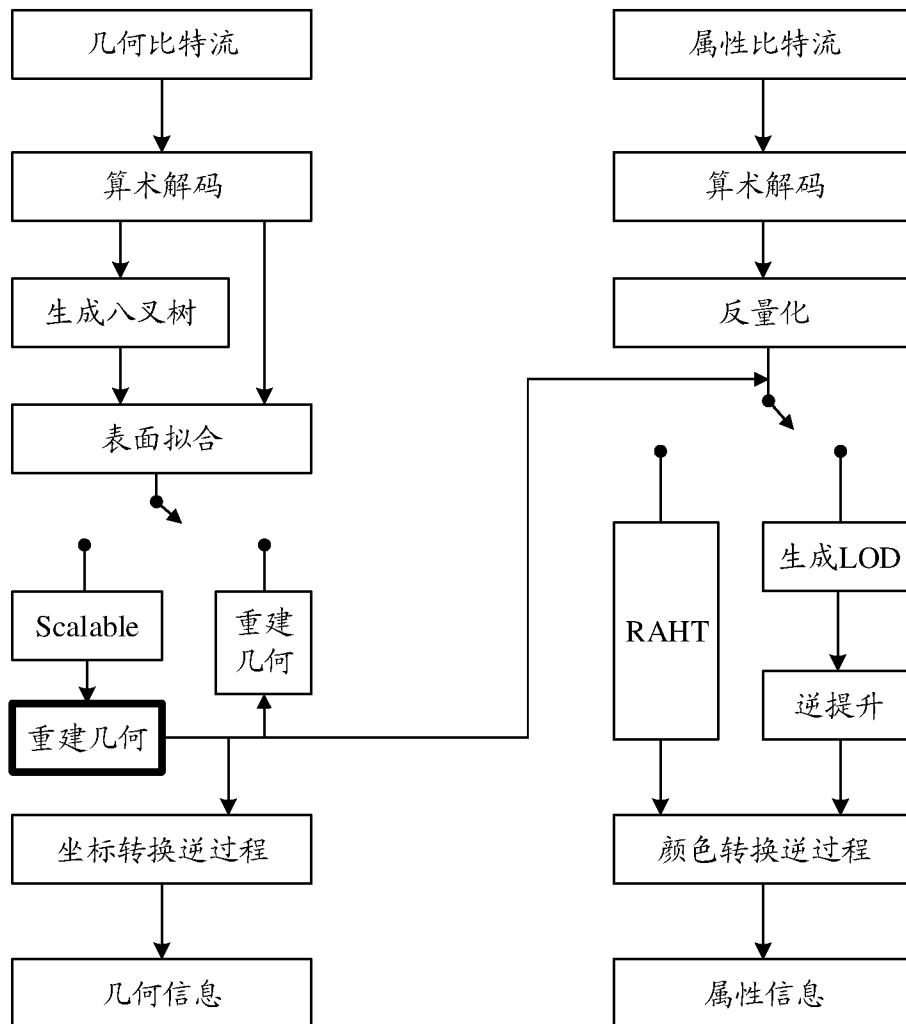 几何比特流
算术解码
生成八叉树
表面拟合
Scalable
重建几何
重建
几何
坐标转换逆过程
几何信息
属性比特流
算术解码
反量化
RAHT
生成LOD
逆提升
颜色转换逆过程
属性信息